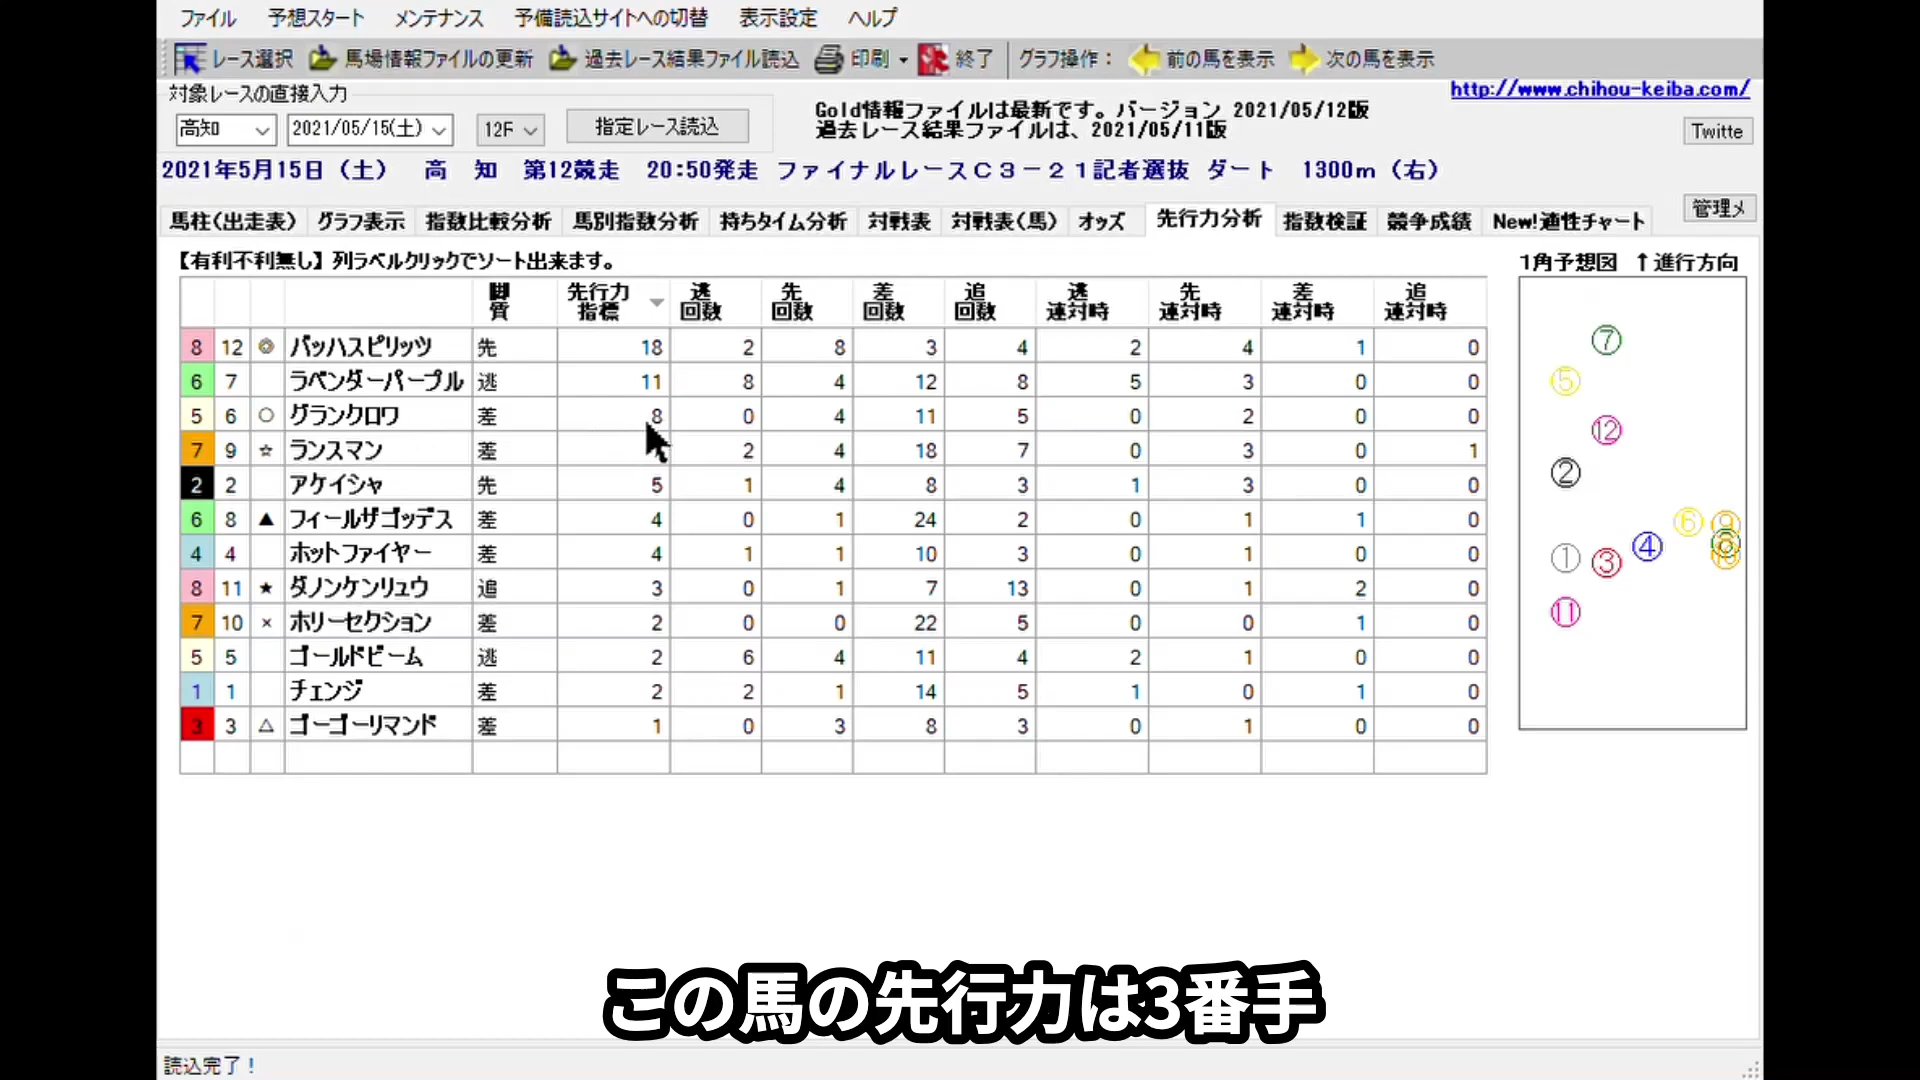 ファイル 予想スタート メンテナンス 予備読込サイトへの切替 表示設定 ヘルプ
レース選択 馬場情報ファイルの更新 過去レース結果ファイル読込 印刷 終了 グラフ操作： 前の馬を表示 次の馬を表示
対象レースの直接入力
http://www.chihou-keiba.com/
高知 2021/05/15(土) 12F 指定レース読込
Gold情報ファイルは最新です。バージョン 2021/05/12版
過去レース結果ファイルは、2021/05/11版
Twitte
2021年5月15日（土） 高 知 第12競走 20:50発走 ファイナルレースＣ３－２１記者選抜 ダート 1300m（右）
管理メ
馬柱(出走表) グラフ表示 指数比較分析 馬別指数分析 持ちタイム分析 対戦表 対戦表(馬) オッズ 先行力分析 指数検証 競争成績 New!適性チャート
【有利不利無し】列ラベルクリックでソート出来ます。
1角予想図 ↑進行方向
脚質 先行力指標 逃回数 先回数 差回数 追回数 逃連対時 先連対時 差連対時 追連対時
8 12 ◎ バッハスピリッツ 先 18 2 8 3 4 2 4 1 0
6 7 ラベンダーパープル 逃 11 8 4 12 8 5 3 0 0
5 6 ○ グランクロワ 差 8 0 4 11 5 0 2 0 0
7 9 ☆ ランスマン 差 2 4 18 7 0 3 0 1
2 2 アケイシャ 先 5 1 4 8 3 1 3 0 0
6 8 ▲ フィールザゴッデス 差 4 0 1 24 2 0 1 1 0
4 4 ホットファイヤー 差 4 1 1 10 3 0 1 0 0
8 11 ★ ダノンケンリュウ 追 3 0 1 7 13 0 1 2 0
7 10 × ホリーセクション 差 2 0 0 22 5 0 0 1 0
5 5 ゴールドビーム 逃 2 6 4 11 4 2 1 0 0
1 1 チェンジ 差 2 2 1 14 5 1 0 1 0
3 3 △ ゴーゴーリマンド 差 1 0 3 8 3 0 1 0 0
⑦
⑤
⑫
②
⑥ ⑨
① ③ ④
⑪
この馬の先行力は3番手
読込完了！